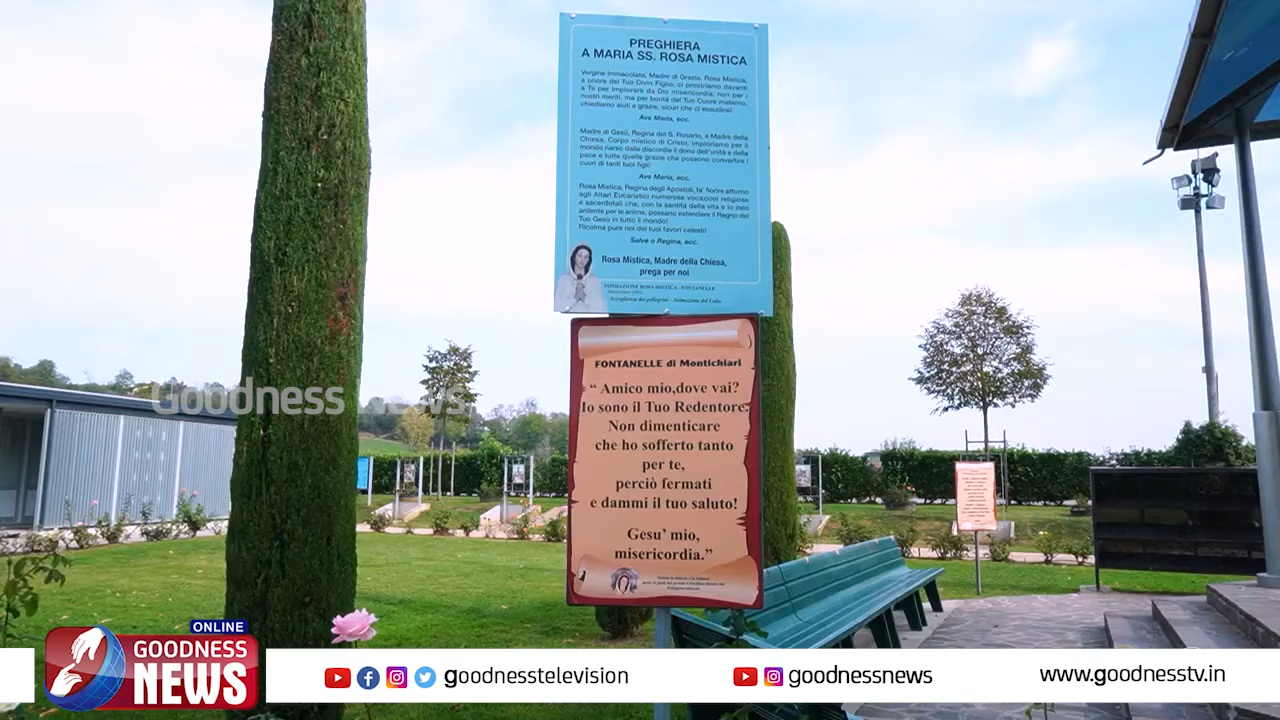 PREGHIERA
A MARIA SS. ROSA MISTICA
Vergine Immacolata, Madre di Grazia, Rosa Mistica,
a onore del Tuo Divin Figlio, ci prostriamo davanti
a Te per implorare da Dio misericordia: non per i
nostri meriti, ma per bontà del Tuo Cuore materno,
chiediamo aiuti e grazie, sicuri che ci esaudirai!
Ave Maria, ecc.
Madre di Gesù, Regina del S. Rosario, e Madre della
Chiesa, Corpo mistico di Cristo, imploriamo per il
mondo riarso dalle discordie il dono dell'unità e della
pace e tutte quelle grazie che possono convertire i
cuori di tanti tuoi figli!
Ave Maria, ecc.
Rosa Mistica, Regina degli Apostoli, fa' fiorire attorno
agli Altari Eucaristici numerose vocazioni religiose
e sacerdotali che, con la santità della vita e lo zelo
ardente per le anime, possano estendere il Regno del
Tuo Gesù in tutto il mondo!
Ricolma pure noi dei tuoi favori celesti!
Salve o Regina, ecc.
Rosa Mistica, Madre della Chiesa,
prega per noi
FONDAZIONE ROSA MISTICA - FONTANELLE
Accoglienza dei pellegrini - Animazione del Culto
FONTANELLE di Montichiari
“ Amico mio,dove vai?
Io sono il Tuo Redentore.
Non dimenticare
che ho sofferto tanto
per te,
perciò fermati
e dammi il tuo saluto!
Gesu’ mio,
misericordia.”
Goodness News
ONLINE
GOODNESS
NEWS
goodnesstelevision
goodnessnews
www.goodnesstv.in